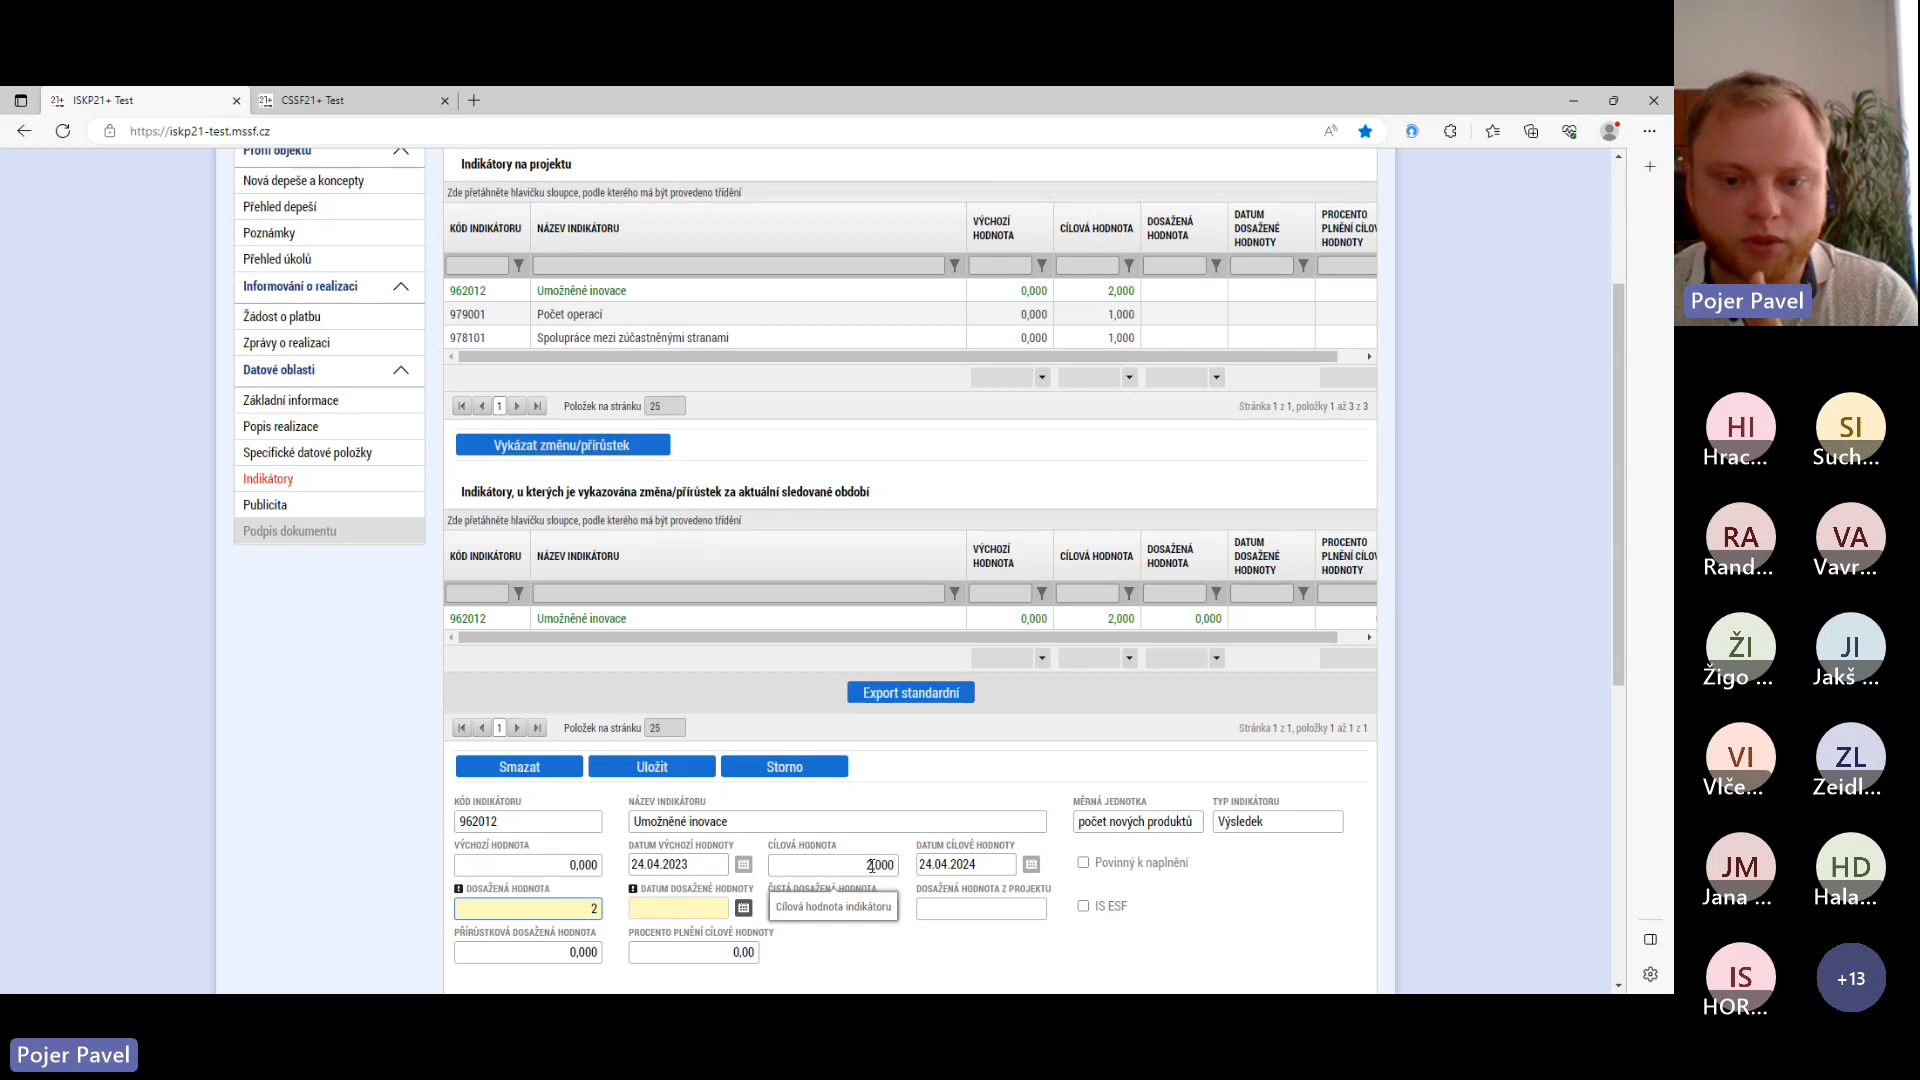 ISKP21+ Test
CSSF21+ Test
https://iskp21-test.mssf.cz
Profil objektu
Nová depeše a koncepty
Přehled depeší
Poznámky
Přehled úkolů
Informování o realizaci
Žádost o platbu
Zprávy o realizaci
Datové oblasti
Základní informace
Popis realizace
Specifické datové položky
Indikátory
Publicita
Podpis dokumentu
Indikátory na projektu
Zde přetáhněte hlavičku sloupce, podle kterého má být provedeno třídění
KÓD INDIKÁTORU NÁZEV INDIKÁTORU VÝCHOZÍ HODNOTA CÍLOVÁ HODNOTA DOSAŽENÁ HODNOTA DATUM DOSAŽENÉ HODNOTY PROCENTO PLNĚNÍ CÍLOV HODNOTY
962012 Umožněné inovace 0,000 2,000
979001 Počet operací 0,000 1,000
978101 Spolupráce mezi zúčastněnými stranami 0,000 1,000
1 Položek na stránku 25 Stránka 1 z 1, položky 1 až 3 z 3
Vykázat změnu/přírůstek
Indikátory, u kterých je vykazována změna/přírůstek za aktuální sledované období
Zde přetáhněte hlavičku sloupce, podle kterého má být provedeno třídění
KÓD INDIKÁTORU NÁZEV INDIKÁTORU VÝCHOZÍ HODNOTA CÍLOVÁ HODNOTA DOSAŽENÁ HODNOTA DATUM DOSAŽENÉ HODNOTY PROCENTO PLNĚNÍ CÍLOV HODNOTY
962012 Umožněné inovace 0,000 2,000 0,000
Export standardní
1 Položek na stránku 25 Stránka 1 z 1, položky 1 až 1 z 1
Smazat Uložit Storno
KÓD INDIKÁTORU NÁZEV INDIKÁTORU MĚRNÁ JEDNOTKA TYP INDIKÁTORU
962012 Umožněné inovace počet nových produktů Výsledek
VÝCHOZÍ HODNOTA DATUM VÝCHOZÍ HODNOTY CÍLOVÁ HODNOTA DATUM CÍLOVÉ HODNOTY
0,000 24.04.2023 2,000 24.04.2024 Povinný k naplnění
DOSAŽENÁ HODNOTA DATUM DOSAŽENÉ HODNOTY ČISTÁ DOSAŽENÁ HODNOTA DOSAŽENÁ HODNOTA Z PROJEKTU
2 Cílová hodnota indikátoru IS ESF
PŘÍRŮSTKOVÁ DOSAŽENÁ HODNOTA PROCENTO PLNĚNÍ CÍLOVÉ HODNOTY
0,000 0,00
Pojer Pavel
HI SI
Hrac... Such...
RA VA
Rand... Vavr...
ŽI JI
Žigo ... Jakš ...
VI ZL
Vlče... Zeidl...
JM HD
Jana ... Hala...
IS +13
HOR...
Pojer Pavel